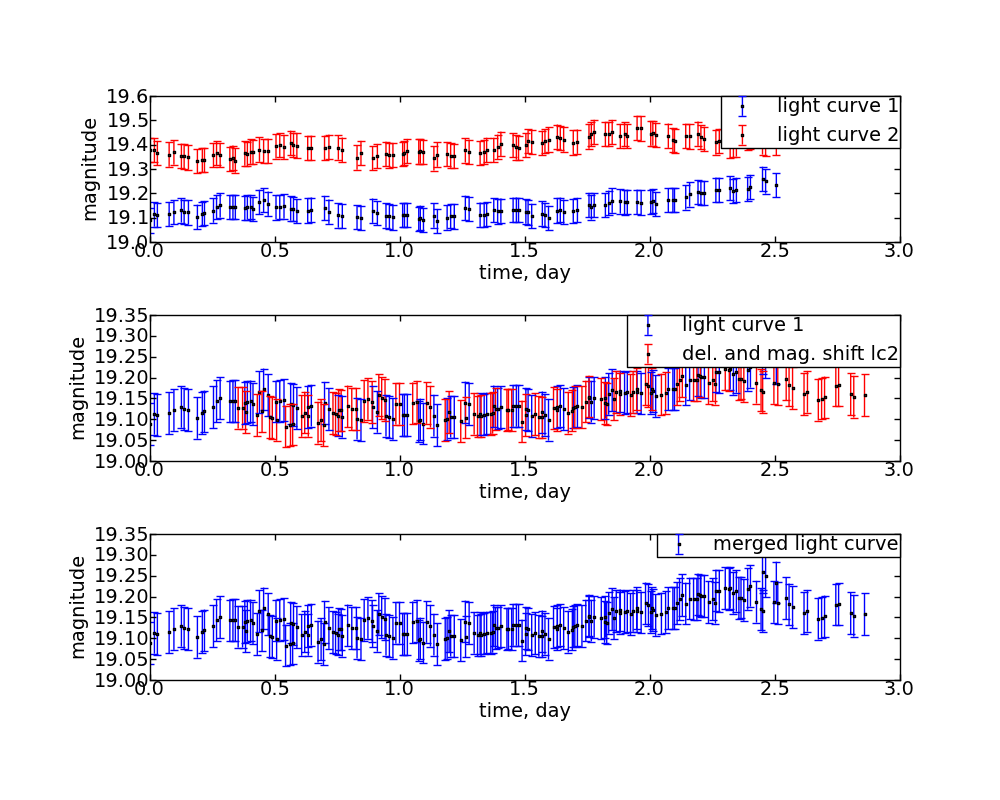 19.6
19.5
19.4
19.3
19.2
19.1
19.0
magnitude
light curve 1
light curve 2
0.0 0.5 1.0 1.5 2.0 2.5 3.0
time, day
19.35
19.30
19.25
19.20
19.15
19.10
19.05
19.00
magnitude
light curve 1
del. and mag. shift lc2
0.0 0.5 1.0 1.5 2.0 2.5 3.0
time, day
19.35
19.30
19.25
19.20
19.15
19.10
19.05
19.00
magnitude
merged light curve
0.0 0.5 1.0 1.5 2.0 2.5 3.0
time, day